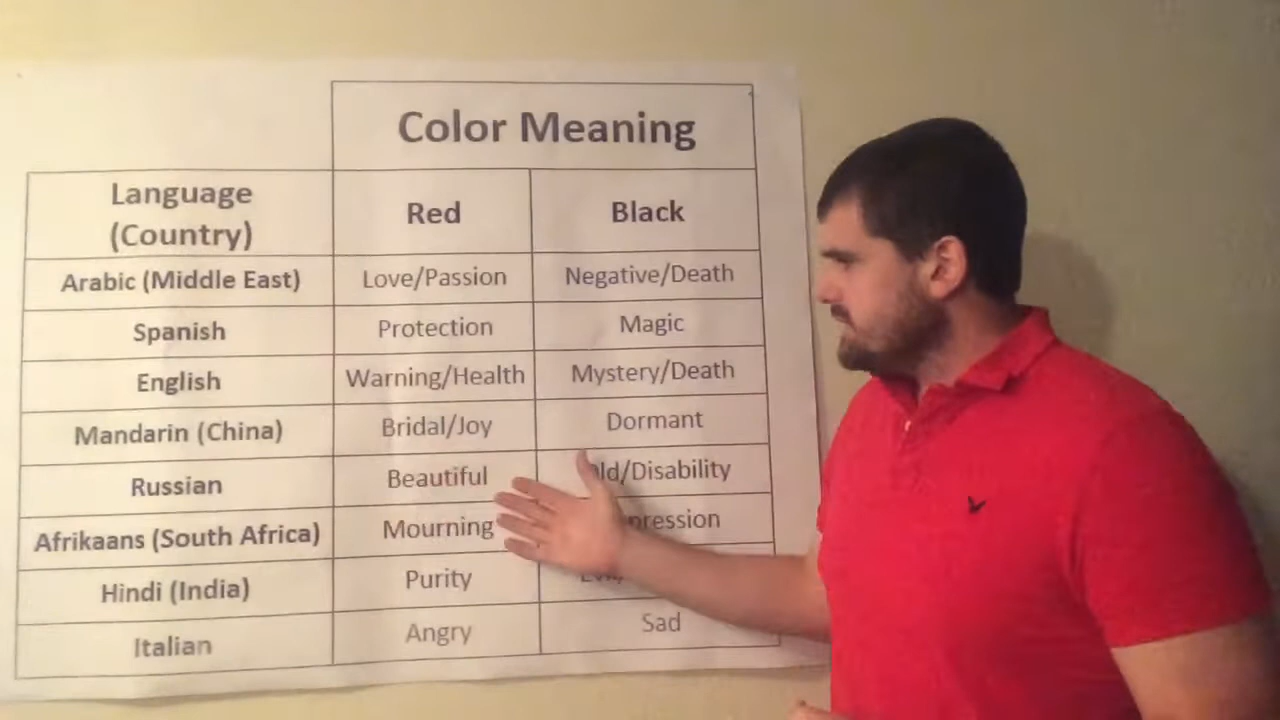 Color Meaning
Language
(Country)
Red
Black
Arabic (Middle East)
Love/Passion
Negative/Death
Spanish
Protection
Magic
English
Warning/Health
Mystery/Death
Mandarin (China)
Bridal/Joy
Dormant
Russian
Beautiful
/Disability
Afrikaans (South Africa)
Mourning
Hindi (India)
Purity
Italian
Angry
Sad